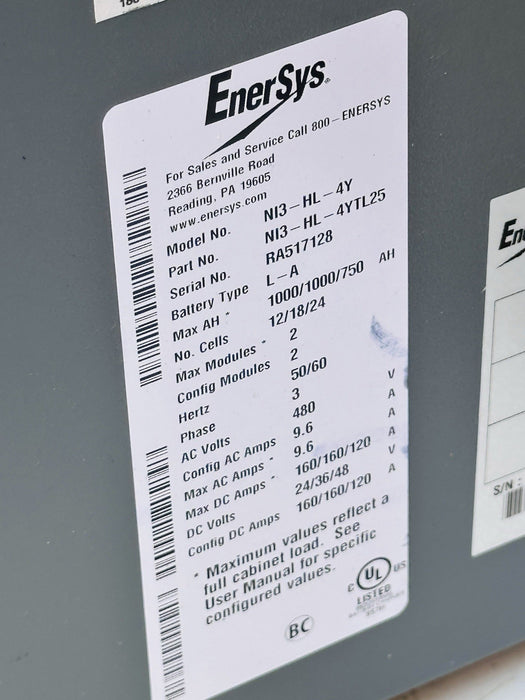 EnerSys
For Sales and Service Call 800-ENERSYS
2366 Bernville Road
Reading, PA 19605
www.enersys.com
Model No. NI3-HL-4Y
Part No. NI3-HL-4YTL25
Serial No. RA517128
Battery Type L-A
Max AH * 1000/1000/750 AH
No. Cells 12/18/24
Max Modules * 2
Config Modules 2
Hertz 50/60
Phase 3
AC Volts 480 V
Config AC Amps 9.6 A
Max AC Amps * 9.6 A
Max DC Amps * 160/160/120 A
DC Volts 24/36/48 V
Config DC Amps 160/160/120 A
* Maximum values reflect a
full cabinet load. See
User Manual for specific
configured values.
BC
C UL US
LISTED
S/N :